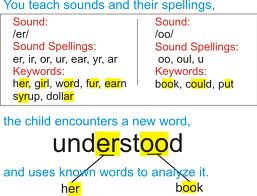 You teach sounds and their spellings,
Sound:
/er/
Sound Spellings:
er, ir, or, ur, ear, yr, ar
Keywords:
her, girl, word, fur, earn
syrup, dollar
Sound:
/oo/
Sound Spellings:
oo, oul, u
Keywords:
book, could, put
the child encounters a new word,
understood
and uses known words to analyze it.
her
book